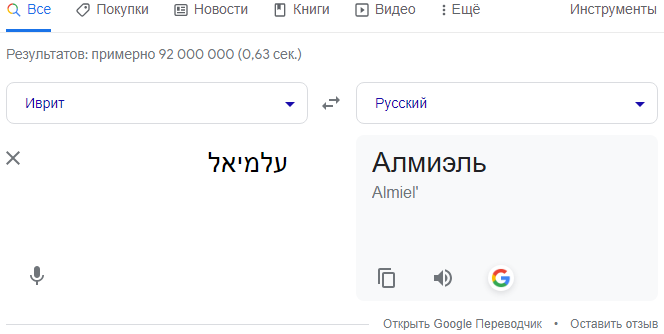 Все Покупки Новости Книги Видео Ещё Инструменты
Результатов: примерно 92 000 000 (0,63 сек.)
Иврит Русский
עלמיאל Алмиэль
Almiel'
Открыть Google Переводчик • Оставить отзыв